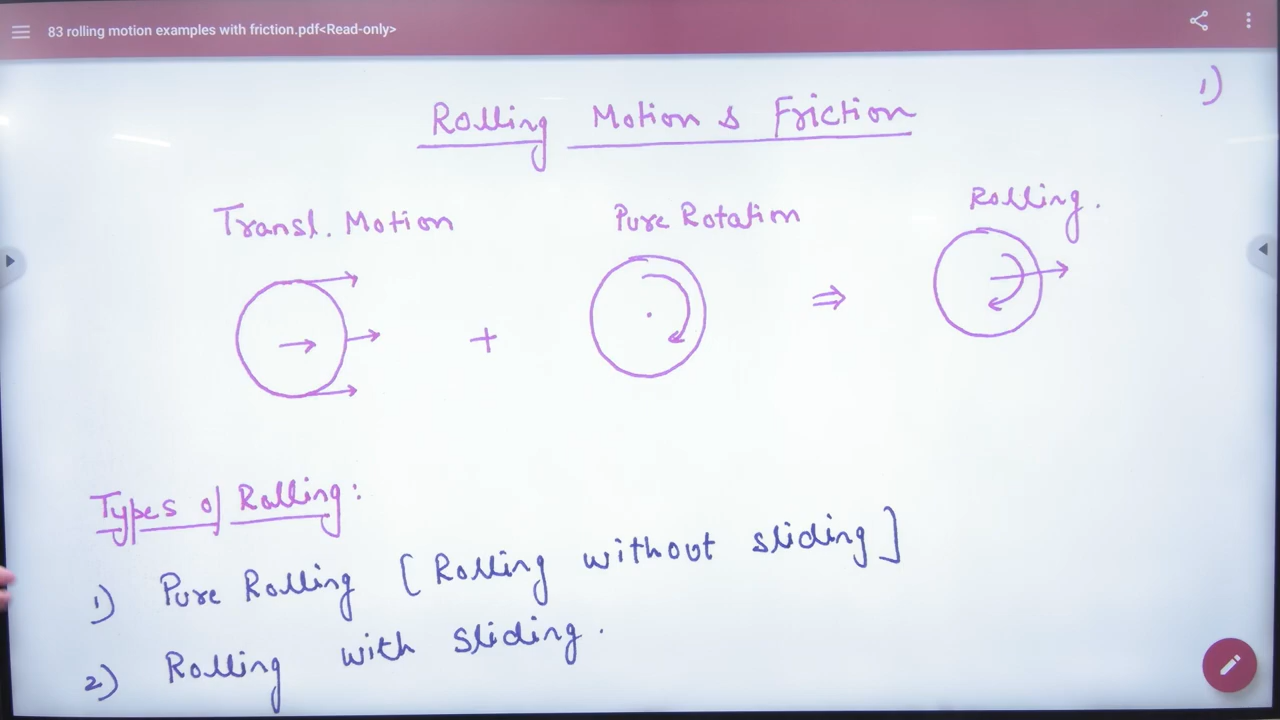 83 rolling motion examples with friction.pdf<Read-only>
1)
Rolling Motion & Friction
Transl. Motion
Pure Rotation
Rolling.
+
⇒
Types of Rolling:
1) Pure Rolling [Rolling without sliding]
2) Rolling with sliding.